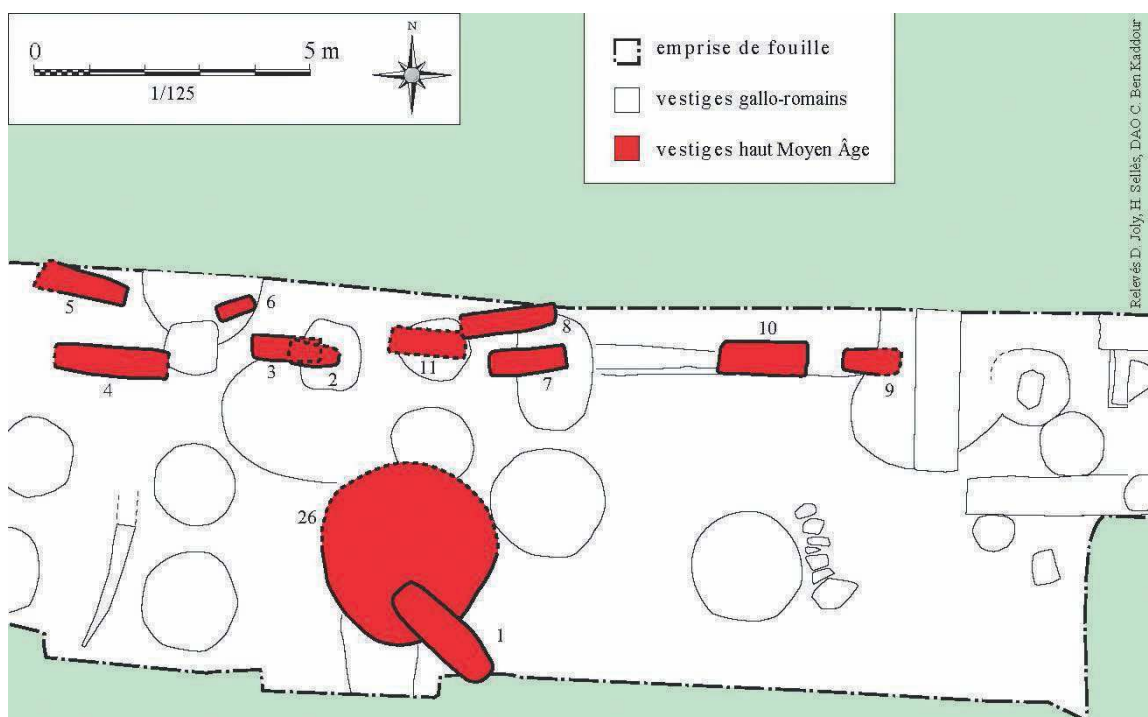 N
0 5 m
1/125
emprise de fouille
vestiges gallo-romains
vestiges haut Moyen Âge
Relevés D. Joly, H. Sellès, DAO C. Ben Kaddour
5
6
8
10
4
3
2
11
7
9
26
1